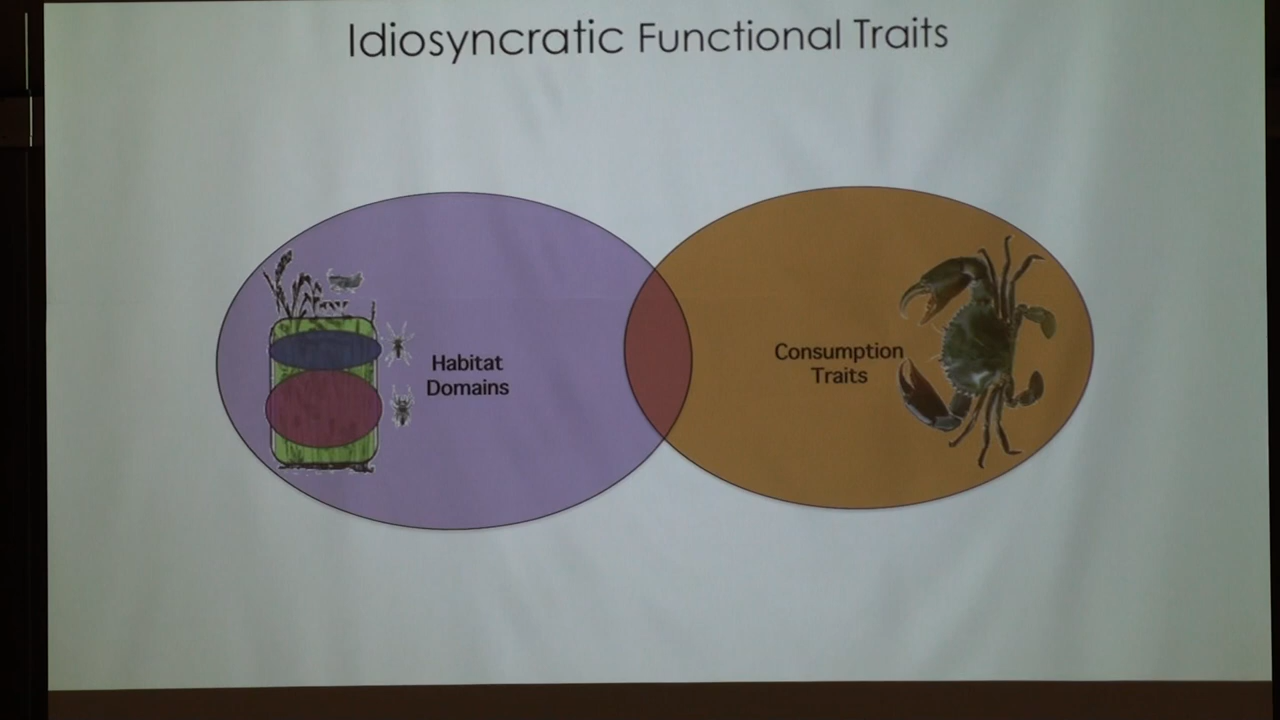 Idiosyncratic Functional Traits
Habitat
Domains
Consumption
Traits